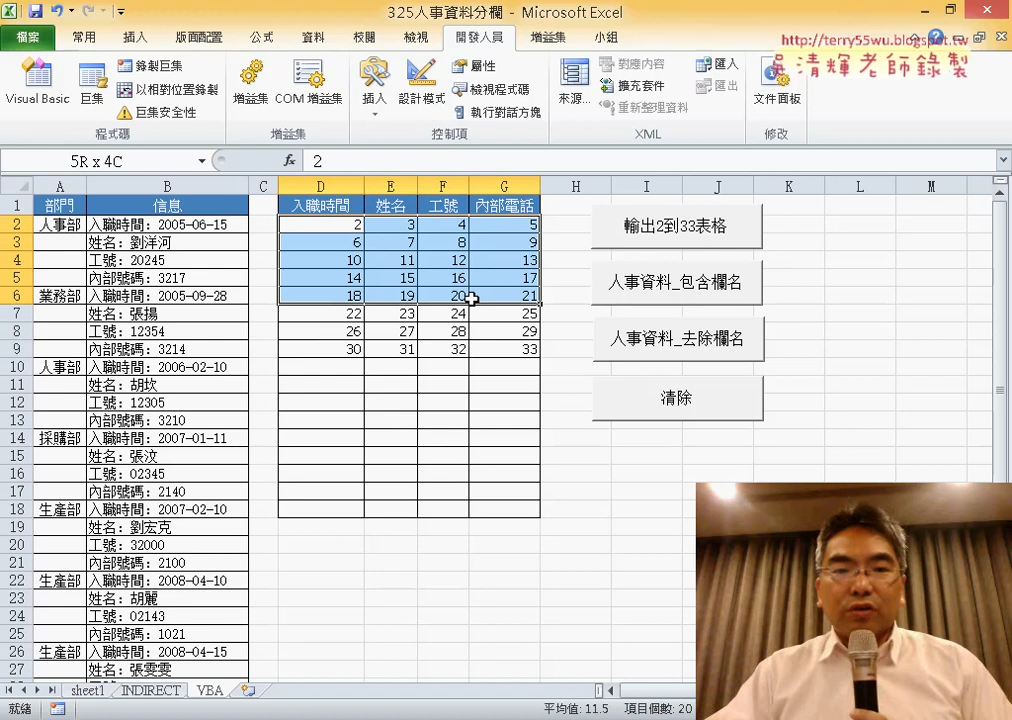 325人事資料分欄 - Microsoft Excel
檔案 常用 插入 版面配置 公式 資料 校閱 檢視 開發人員 增益集 小組
http://terry55wu.blogspot.tw
吳清輝老師錄製
Visual Basic 巨集 錄製巨集 以相對位置錄製 巨集安全性 增益集 COM 增益集 插入 設計模式 屬性 檢視程式碼 執行對話方塊 來源... 對應內容 擴充套件 重新整理資料 匯入 匯出 文件面板
程式碼 增益集 控制項 XML 修改
5R x 4C fx 2
A B C D E F G H I J K L M
1 部門 信息 入職時間 姓名 工號 內部電話
2 人事部 入職時間：2005-06-15 2 3 4 5
3 姓名：劉洋河 6 7 8 9
4 工號：20245 10 11 12 13
5 內部號碼：3217 14 15 16 17
6 業務部 入職時間：2005-09-28 18 19 20 21
7 姓名：張揚 22 23 24 25
8 工號：12354 26 27 28 29
9 內部號碼：3214 30 31 32 33
10 人事部 入職時間：2006-02-10
11 姓名：胡坎
12 工號：12305
13 內部號碼：3210
14 採購部 入職時間：2007-01-11
15 姓名：張汶
16 工號：02345
17 內部號碼：2140
18 生產部 入職時間：2007-02-10
19 姓名：劉宏克
20 工號：32000
21 內部號碼：2100
22 生產部 入職時間：2008-04-10
23 姓名：胡麗
24 工號：02143
25 內部號碼：1021
26 生產部 入職時間：2008-04-15
27 姓名：張雯雯
輸出2到33表格
人事資料_包含欄名
人事資料_去除欄名
清除
sheet1 INDIRECT VBA
就緒 平均值: 11.5 項目個數: 20